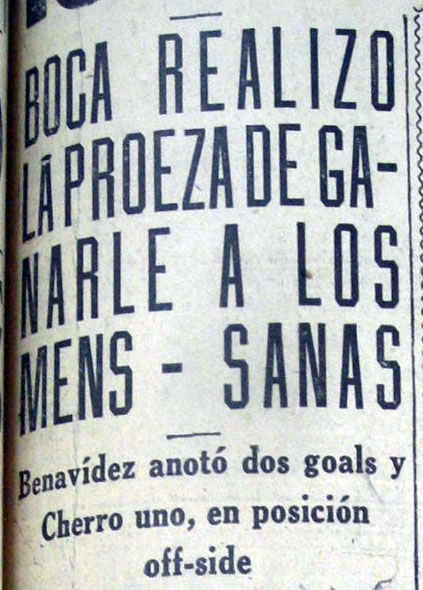 BOCA REALIZO
LA PROEZA DE GA-
NARLE A LOS
MENS - SANAS
Benavídez anotó dos goals y
Cherro uno, en posición
off-side